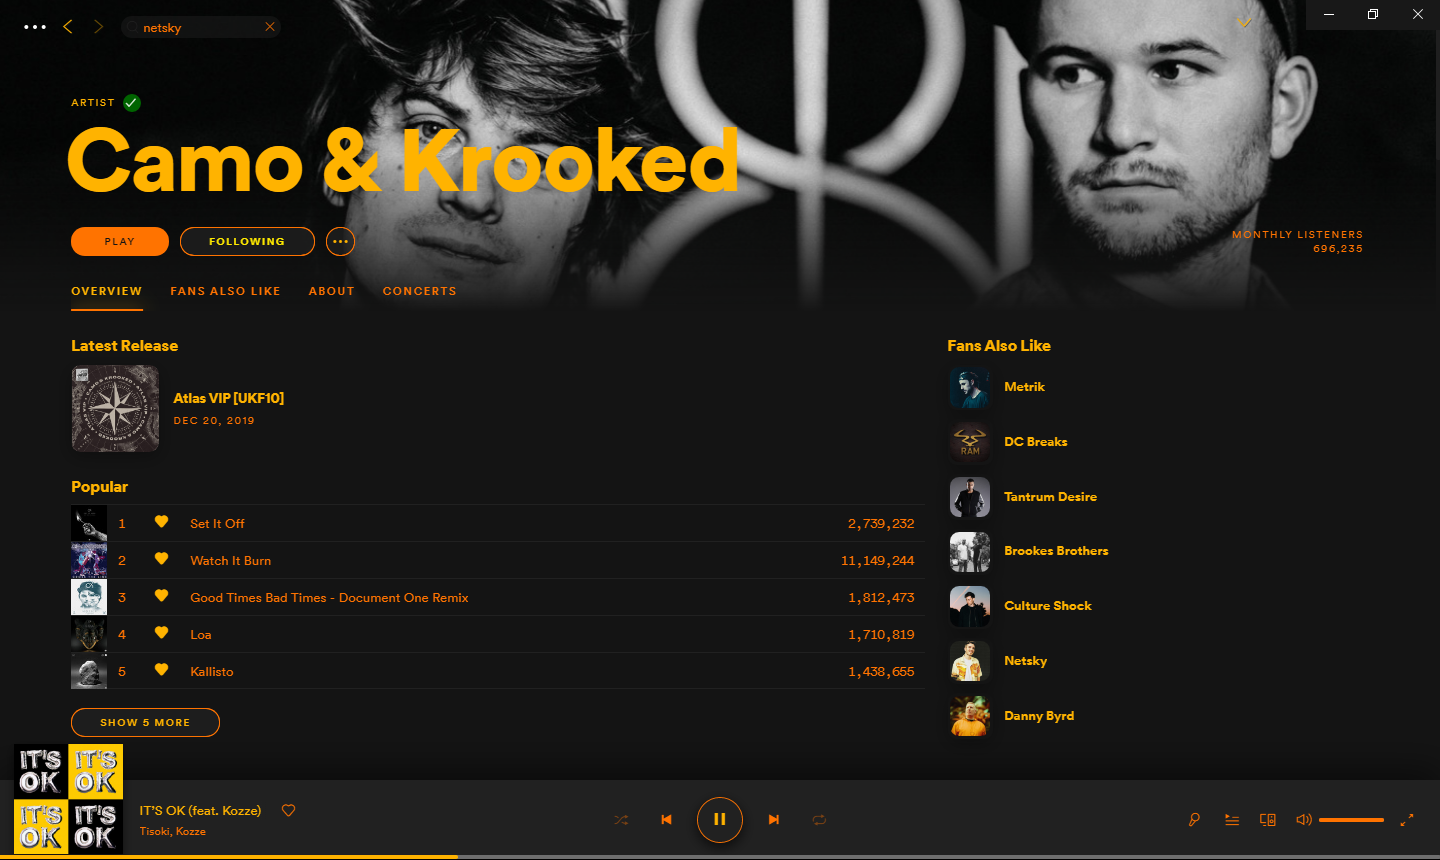 netsky
ARTIST
Camo & Krooked
PLAY
FOLLOWING
MONTHLY LISTENERS
696,235
OVERVIEW
FANS ALSO LIKE
ABOUT
CONCERTS
Latest Release
Atlas VIP [UKF10]
DEC 20, 2019
Popular
1 Set It Off 2,739,232
2 Watch It Burn 11,149,244
3 Good Times Bad Times - Document One Remix 1,812,473
4 Loa 1,710,819
5 Kallisto 1,438,655
SHOW 5 MORE
Fans Also Like
Metrik
RAM
DC Breaks
Tantrum Desire
Brookes Brothers
Culture Shock
Netsky
Danny Byrd
IT'S OK
IT'S OK
IT'S OK
IT'S OK
IT'S OK (feat. Kozze)
Tisoki, Kozze